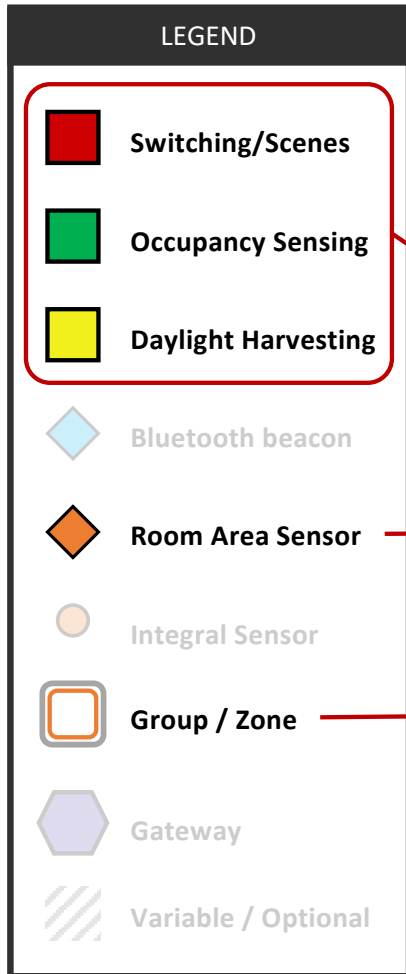 LEGEND
Switching/Scenes
Occupancy Sensing
Daylight Harvesting
Bluetooth beacon
Room Area Sensor
Integral Sensor
Group / Zone
Gateway
Variable / Optional